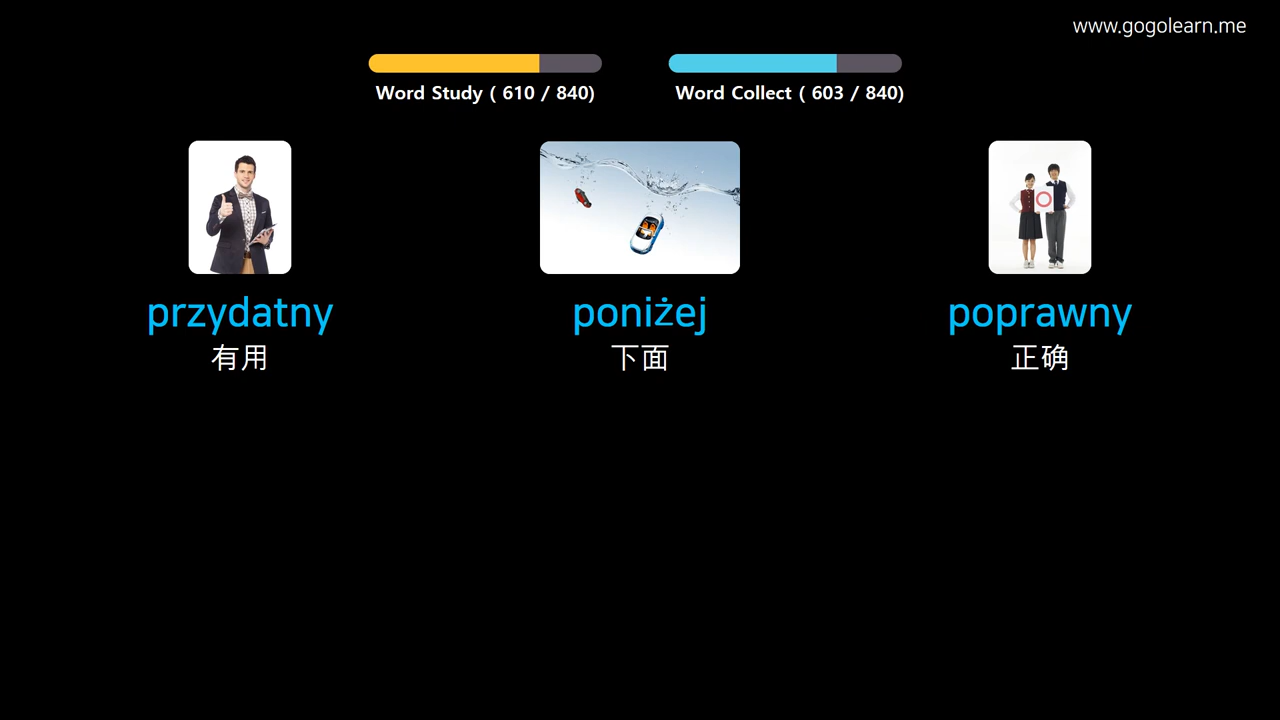 www.gogolearn.me
Word Study ( 610 / 840)
Word Collect ( 603 / 840)
przydatny
poniżej
poprawny
有用
下面
正确